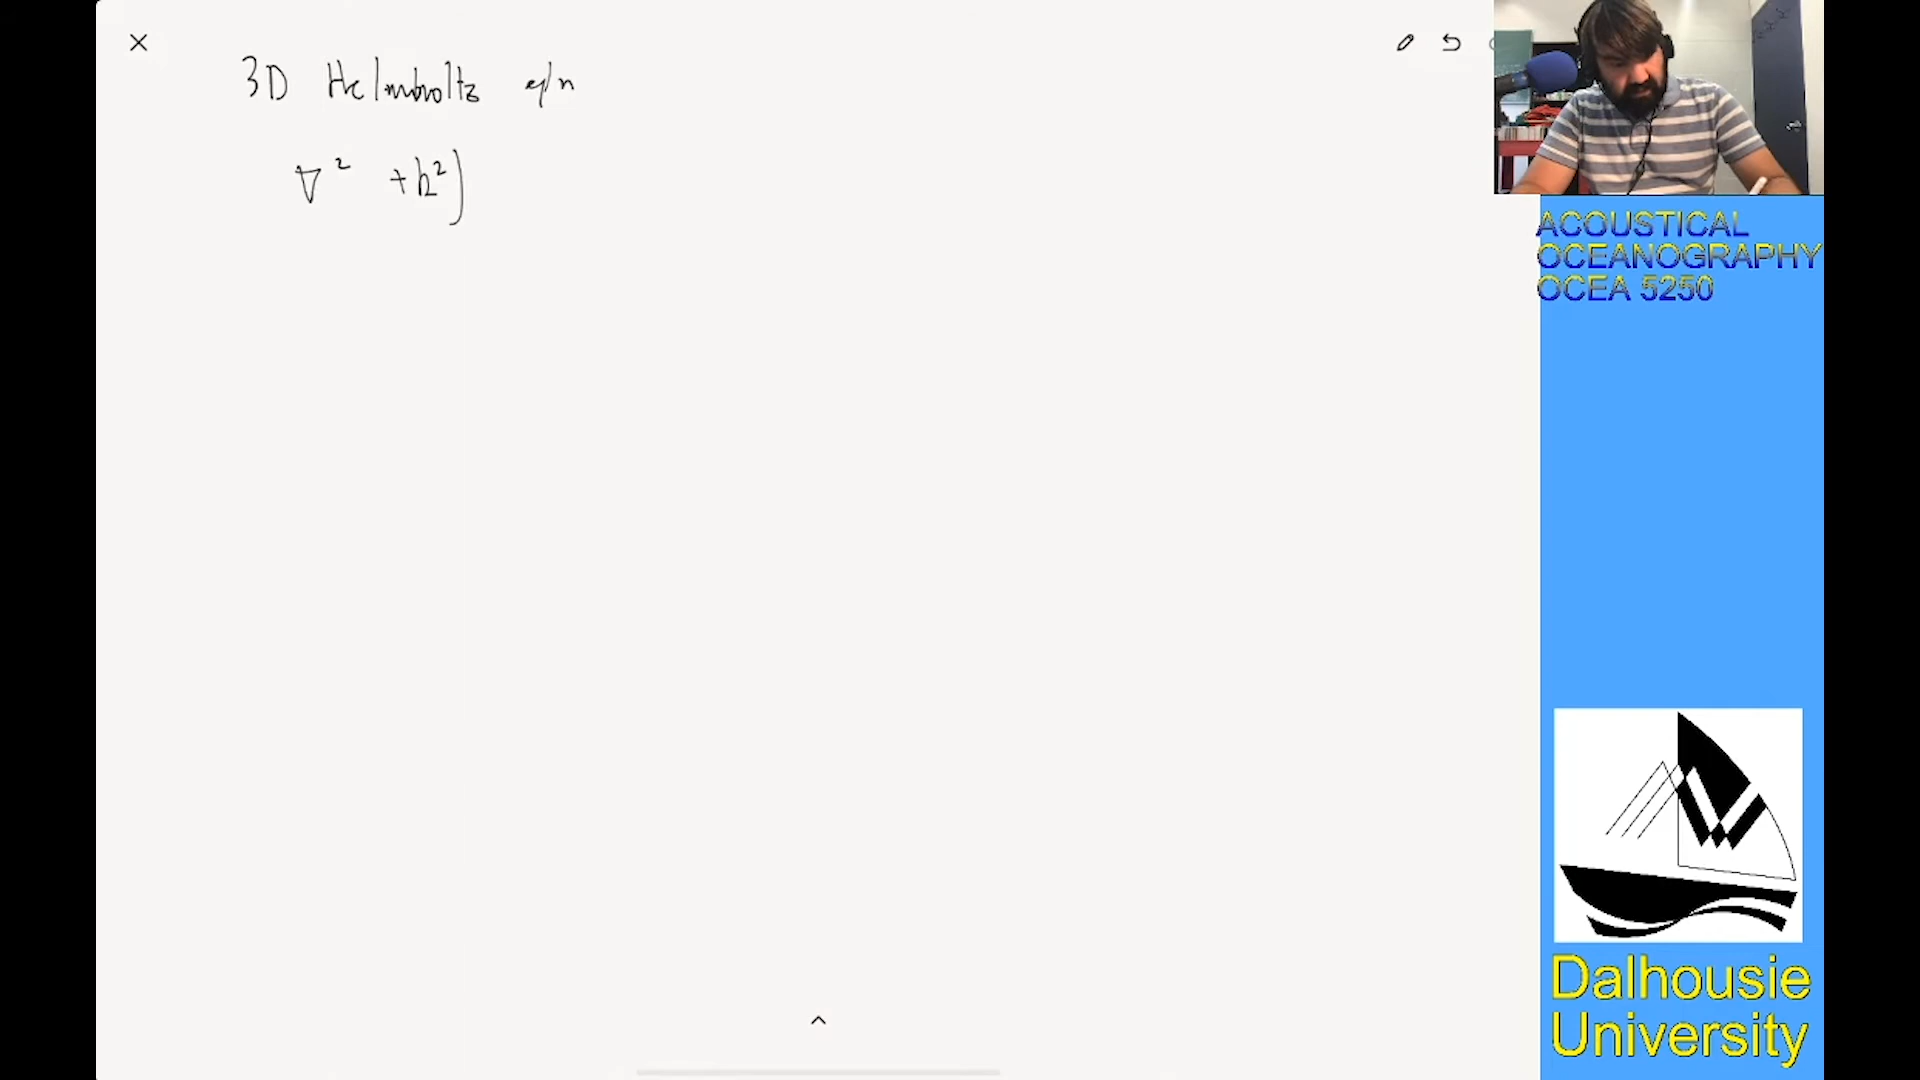 3D Helmholtz eq/n
∇² + k²)
ACOUSTICAL
OCEANOGRAPHY
OCEA 5250
Dalhousie
University